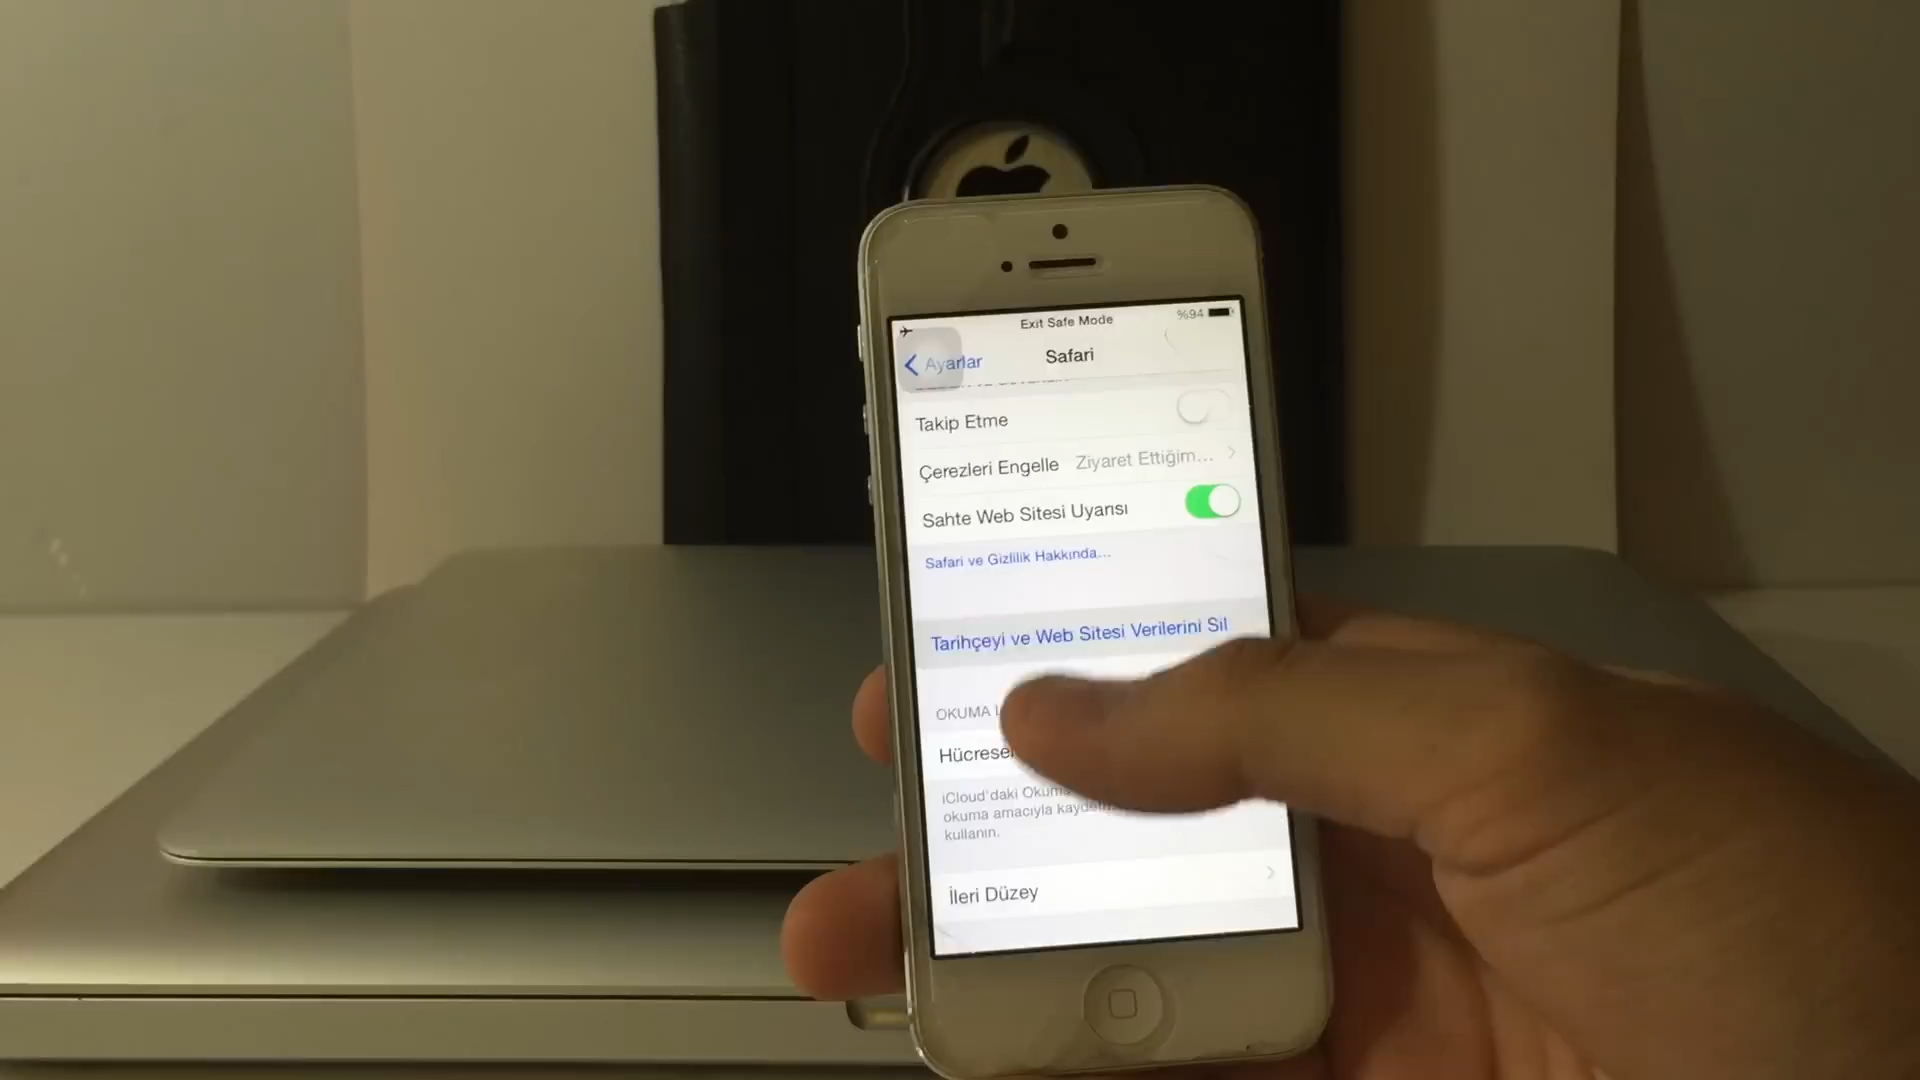 Exit Safe Mode
%94
Ayarlar
Safari
Takip Etme
Çerezleri Engelle Ziyaret Ettiğim...
Sahte Web Sitesi Uyarısı
Safari ve Gizlilik Hakkında...
Tarihçeyi ve Web Sitesi Verilerini Sil
OKUMA
Hücresel
iCloud'daki Okuma
okuma amacıyla
kullanın.
İleri Düzey